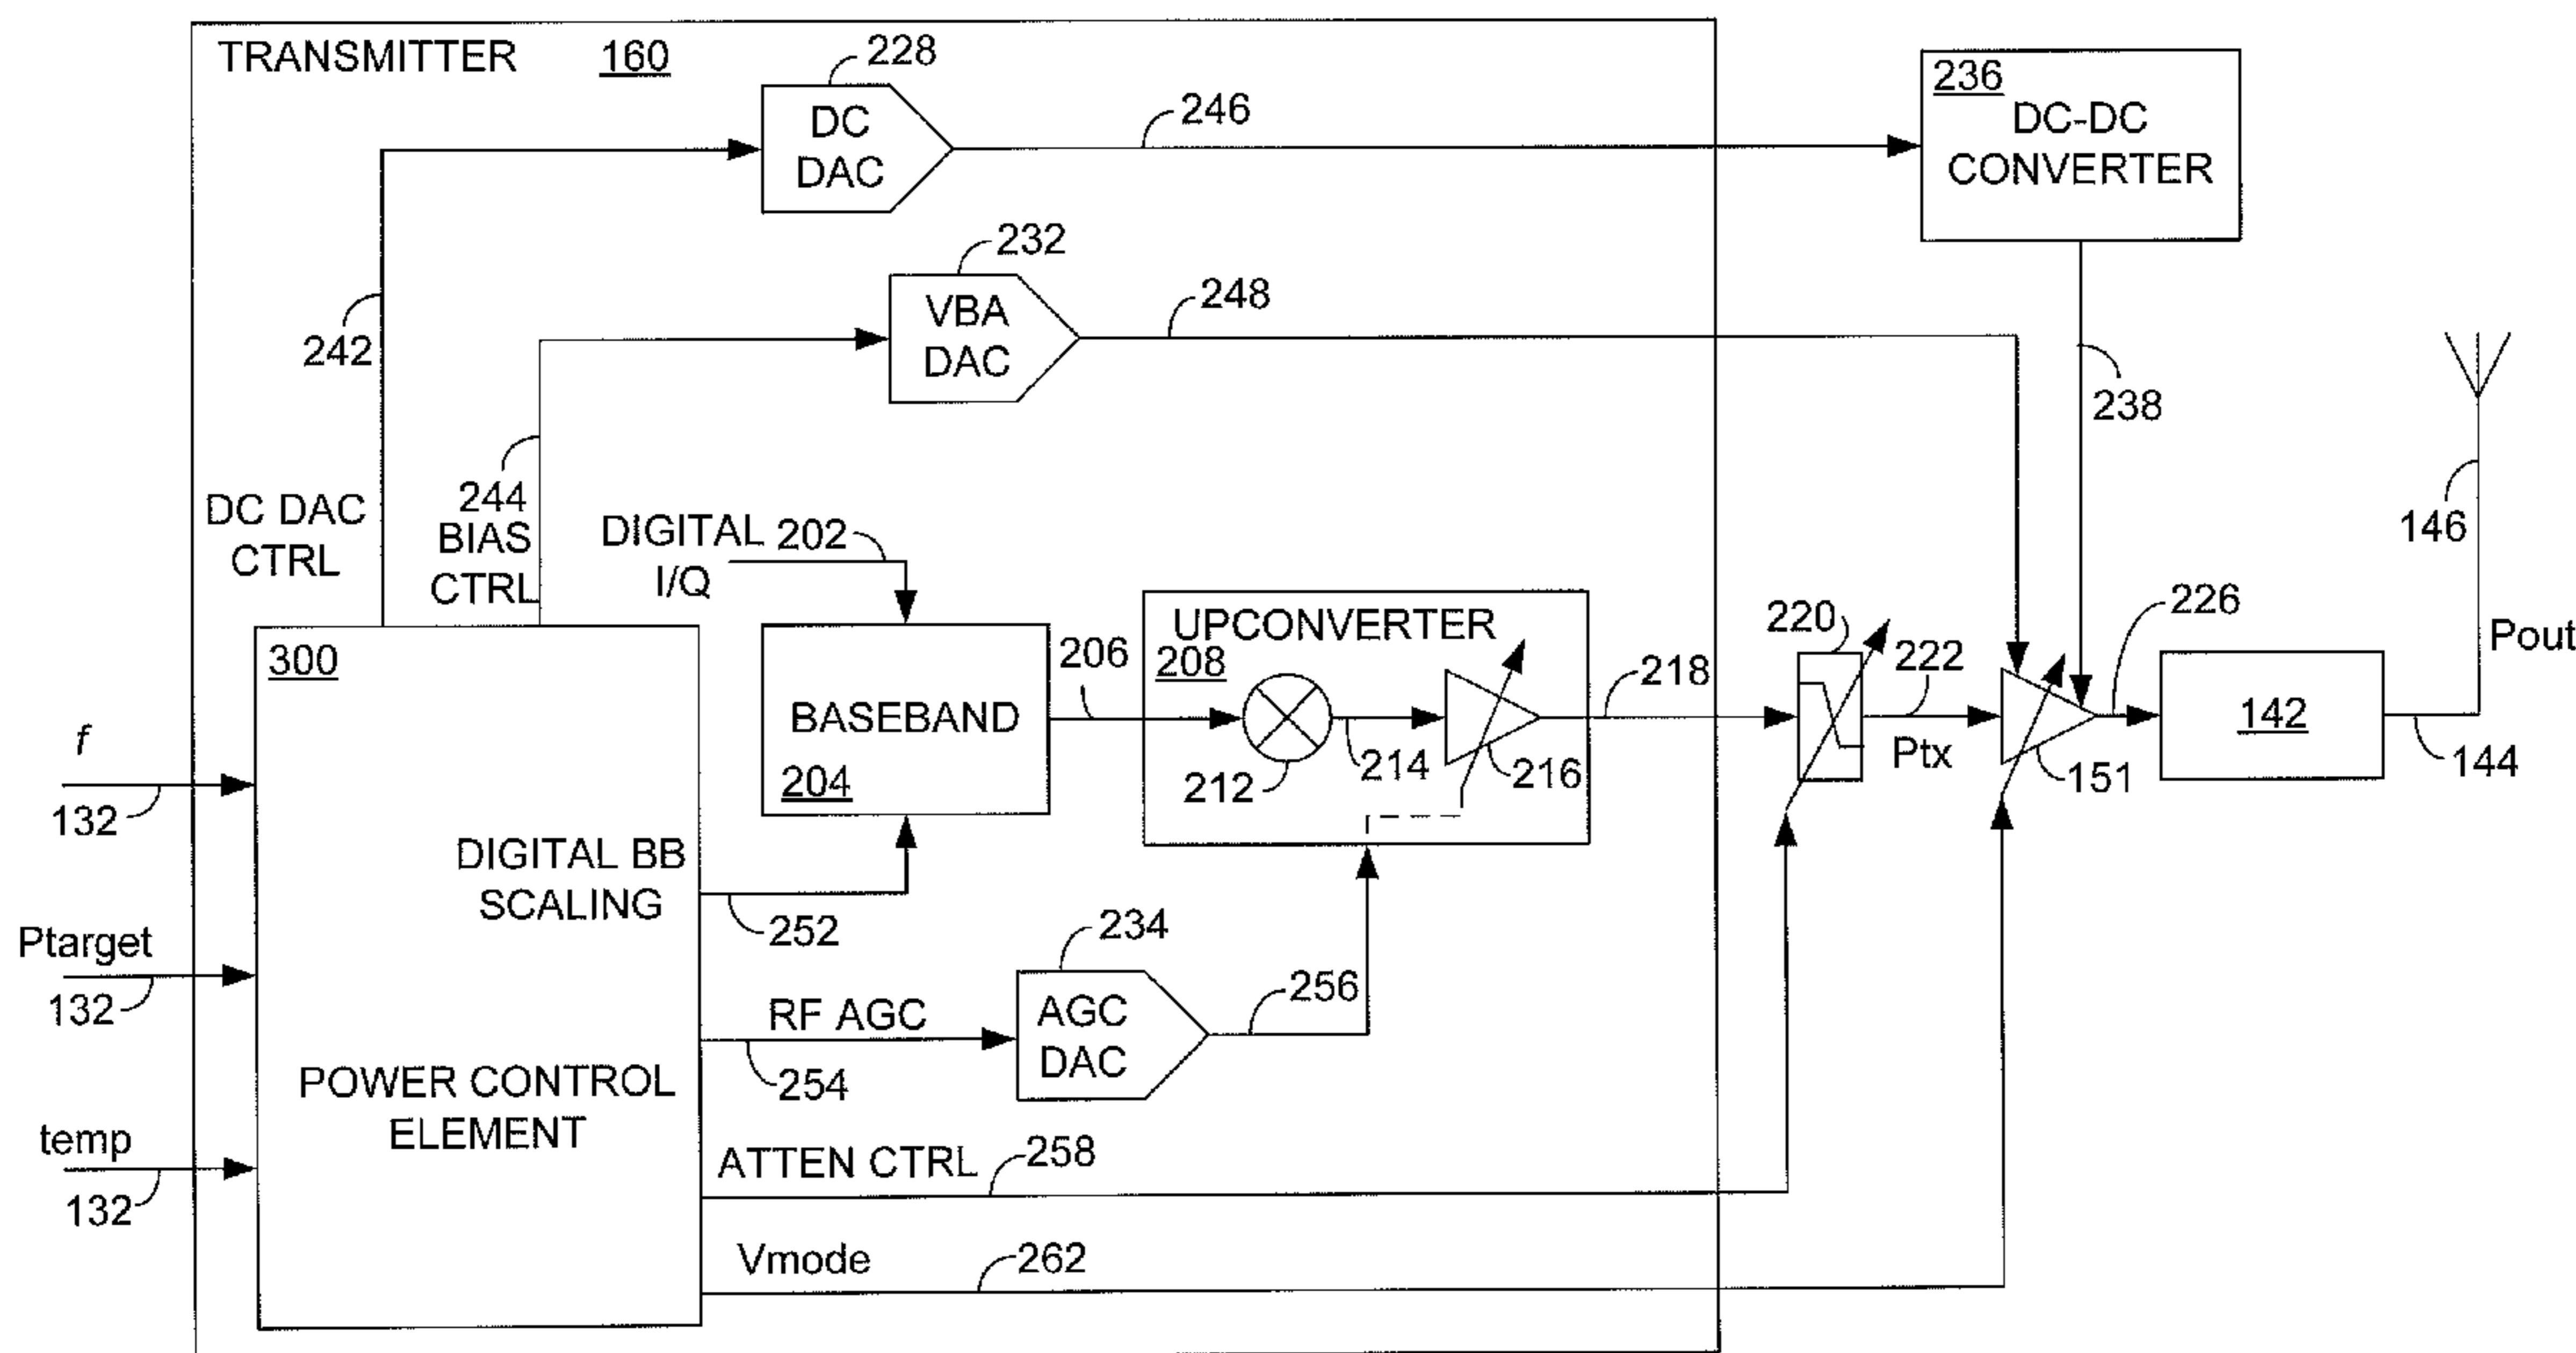 TRANSMITTER 160
228
DC
DAC
246
236
DC-DC
CONVERTER
232
VBA
DAC
248
242
238
244
DC DAC
CTRL
BIAS
CTRL
DIGITAL 202
I/Q
146
300
BASEBAND
204
206
UPCONVERTER
208
212
214
216
218
220
222
Ptx
151
226
142
144
Pout
f
132
Ptarget
132
temp
132
DIGITAL BB
SCALING
252
POWER CONTROL
ELEMENT
RF AGC
254
234
AGC
DAC
256
ATTEN CTRL
258
Vmode
262